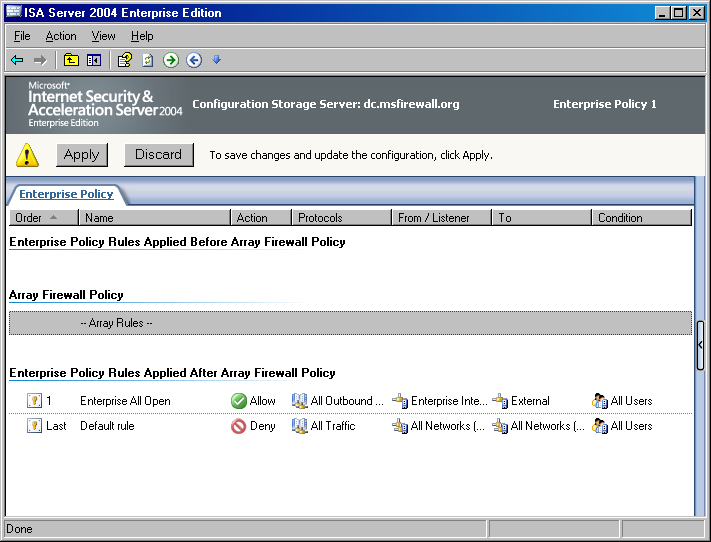 ISA Server 2004 Enterprise Edition
File Action View Help
Microsoft®
Internet Security &
Acceleration Server 2004
Enterprise Edition
Configuration Storage Server: dc.msfirewall.org
Enterprise Policy 1
Apply Discard To save changes and update the configuration, click Apply.
Enterprise Policy
Order Name Action Protocols From / Listener To Condition
Enterprise Policy Rules Applied Before Array Firewall Policy
Array Firewall Policy
-- Array Rules --
Enterprise Policy Rules Applied After Array Firewall Policy
1 Enterprise All Open Allow All Outbound ... Enterprise Inte... External All Users
Last Default rule Deny All Traffic All Networks (... All Networks (... All Users
Done